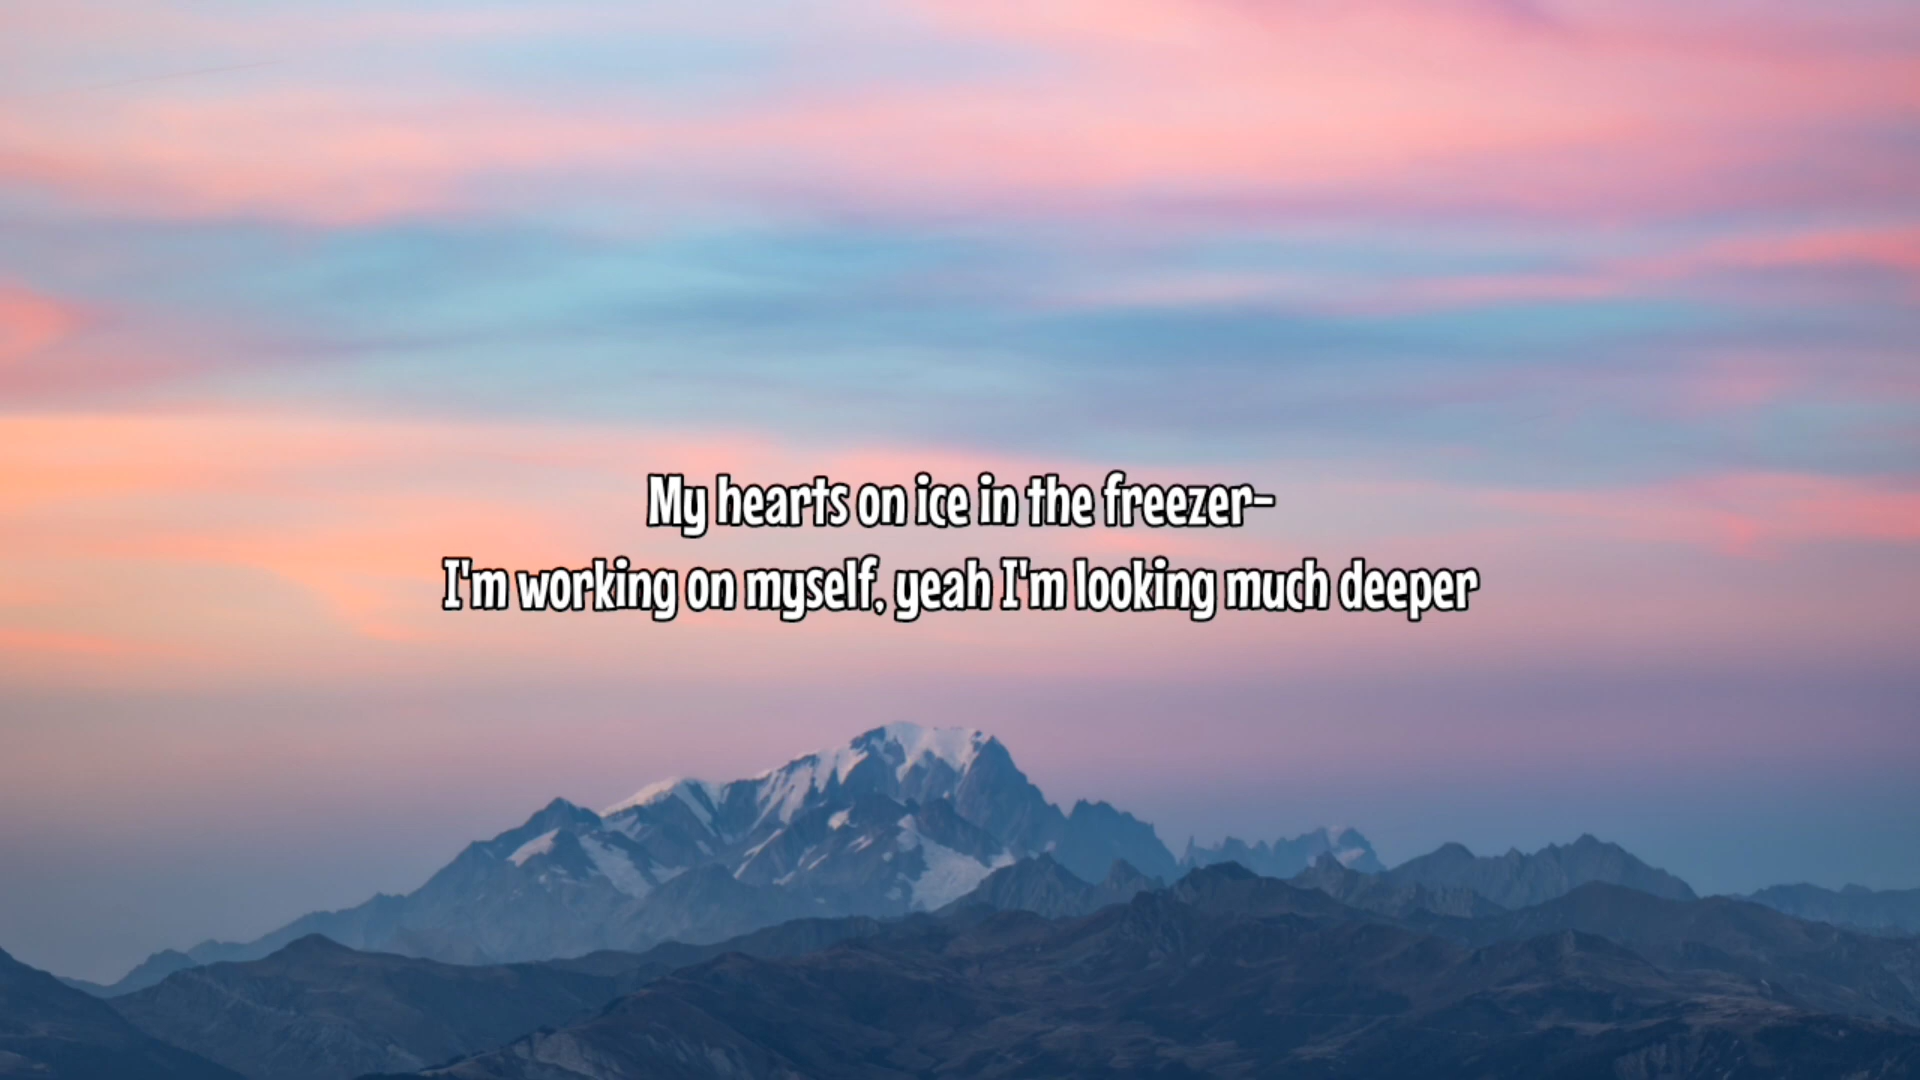 My hearts on ice in the freezer-
I'm working on myself, yeah I'm looking much deeper